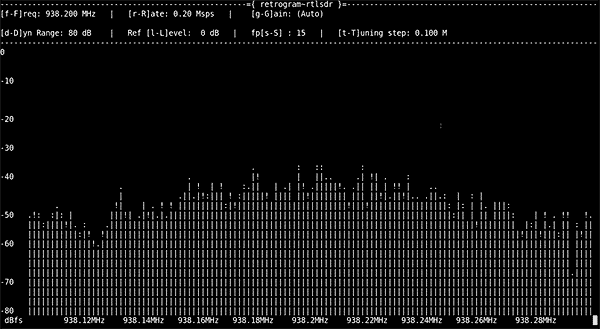 ={ retrogram~rtlsdr }=
[f-F]req: 938.200 MHz | [r-R]ate: 0.20 Msps | [g-G]ain: (Auto)
[d-D]yn Range: 80 dB | Ref [l-L]evel: 0 dB | fp[s-S] : 15 | [t-T]uning step: 0.100 M
0
-10
-20
-30
-40
-50
-60
-70
-80
dBfs 938.12MHz 938.14MHz 938.16MHz 938.18MHz 938.2MHz 938.22MHz 938.24MHz 938.26MHz 938.28MHz